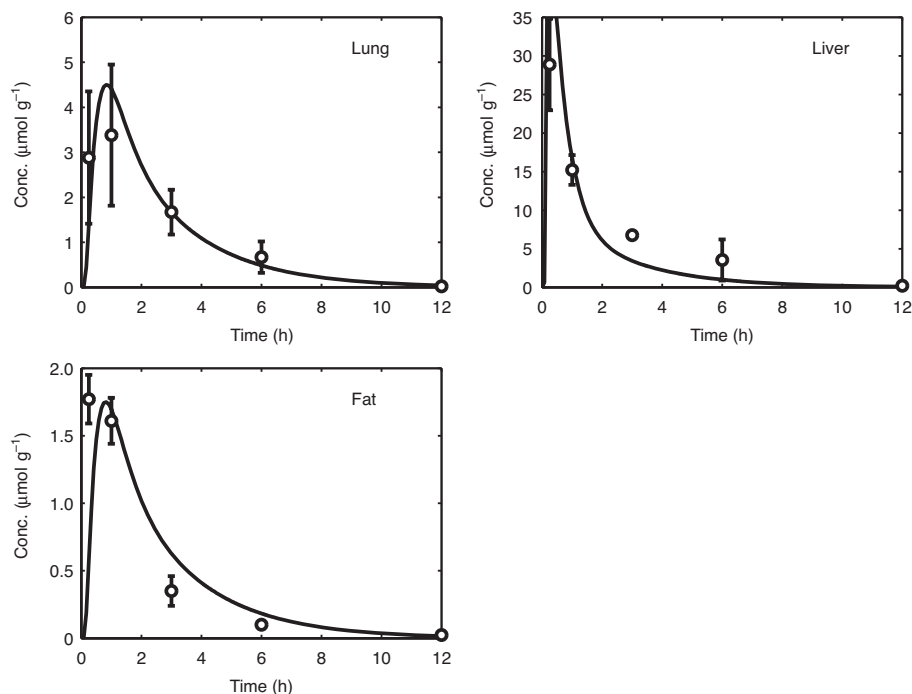 Lung
Conc. (μmol g⁻¹)
6
5
4
3
2
1
0
0 2 4 6 8 10 12
Time (h)
Liver
Conc. (μmol g⁻¹)
35
30
25
20
15
10
5
0
0 2 4 6 8 10 12
Time (h)
Fat
Conc. (μmol g⁻¹)
2.0
1.5
1.0
0.5
0
0 2 4 6 8 10 12
Time (h)